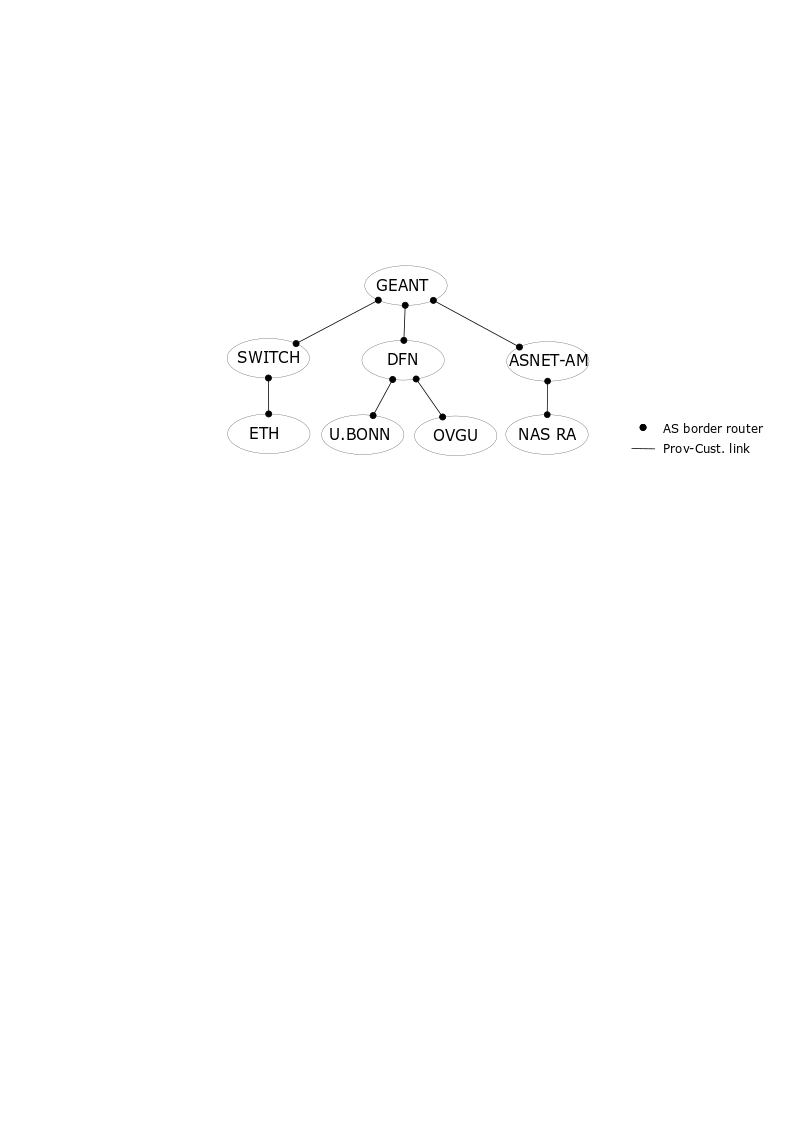 GEANT
SWITCH
DFN
ASNET-AM
ETH
U.BONN
OVGU
NAS RA
AS border router
Prov-Cust. link